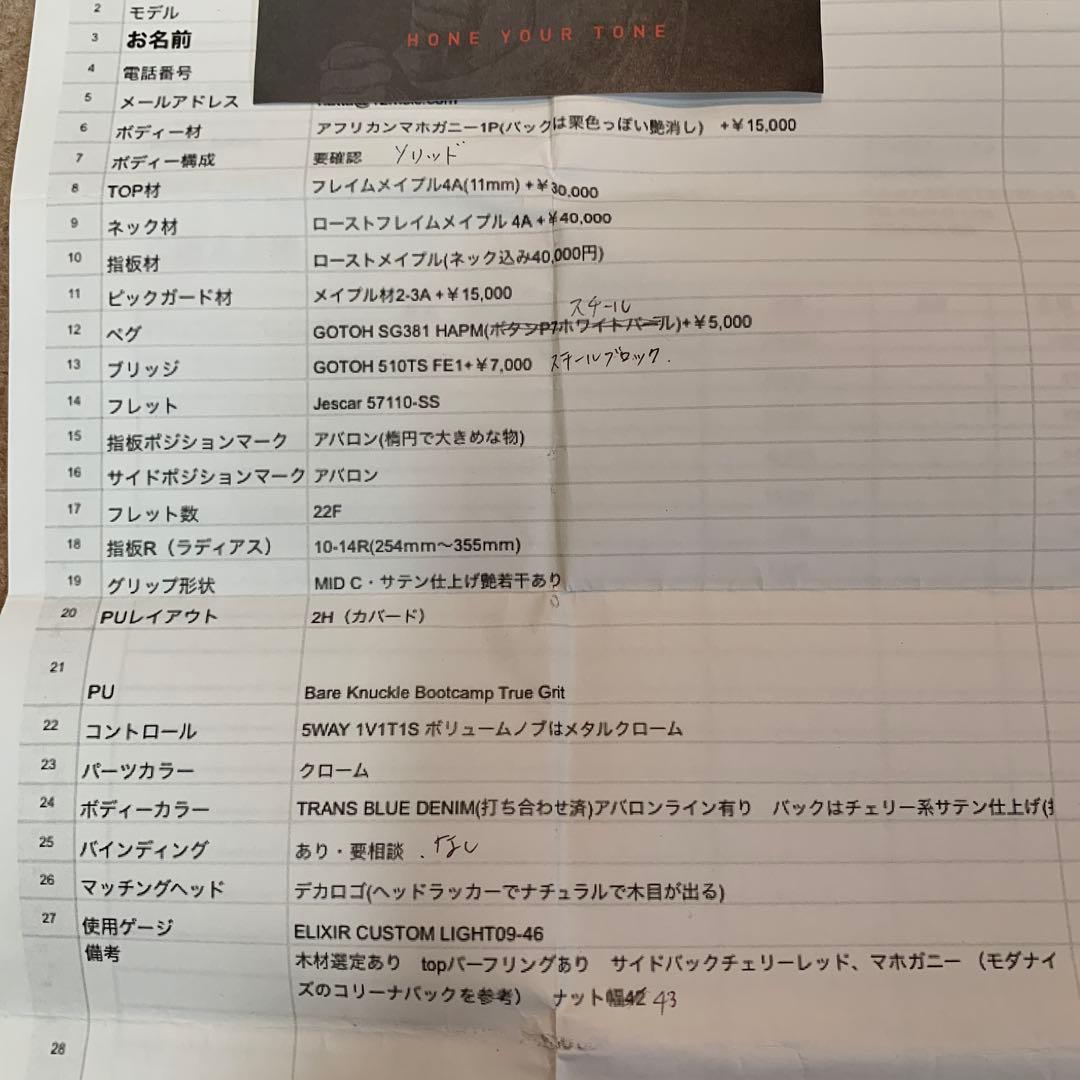 HONE YOUR TONE
2 モデル
3 お名前
4 電話番号
5 メールアドレス
6 ボディー材 アフリカンマホガニー1P(バックは栗色っぽい艶消し) +¥15,000
7 ボディー構成 要確認 ソリッド
8 TOP材 フレイムメイプル4A(11mm) +¥30,000
9 ネック材 ローストフレイムメイプル 4A +¥40,000
10 指板材 ローストメイプル(ネック込み40,000円)
11 ピックガード材 メイプル材2-3A +¥15,000
スチール
12 ペグ GOTOH SG381 HAPM(ボタンP7ホワイトパール)+¥5,000
13 ブリッジ GOTOH 510TS FE1+¥7,000 スチールブロック.
14 フレット Jescar 57110-SS
15 指板ポジションマーク アバロン(楕円で大きめな物)
16 サイドポジションマーク アバロン
17 フレット数 22F
18 指板R（ラディアス） 10-14R(254mm〜355mm)
19 グリップ形状 MID C・サテン仕上げ艶若干あり
20 PUレイアウト 2H（カバード）
21 PU Bare Knuckle Bootcamp True Grit
22 コントロール 5WAY 1V1T1S ボリュームノブはメタルクローム
23 パーツカラー クローム
24 ボディーカラー TRANS BLUE DENIM(打ち合わせ済)アバロンライン有り バックはチェリー系サテン仕上げ(
25 バインディング あり・要相談 . なし
26 マッチングヘッド デカロゴ(ヘッドラッカーでナチュラルで木目が出る)
27 使用ゲージ ELIXIR CUSTOM LIGHT09-46
備考 木材選定あり topパーフリングあり サイドバックチェリーレッド、マホガニー （モダナイ
ズのコリーナバックを参考） ナット幅42 43
28